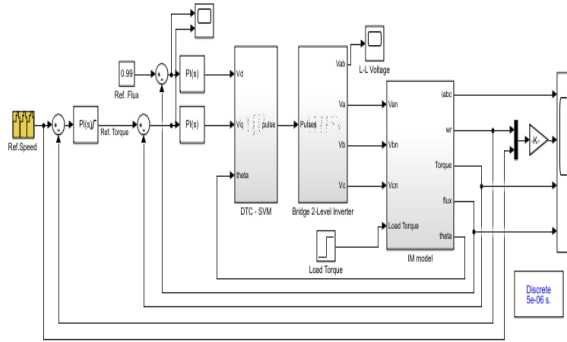 0.99
Ref. Flux
PI(s)
Vd
Vab
L-L Voltage
Ref.Speed
PI(s)
Ref. Torque
PI(s)
Vq
pulse
Pulses
Va
Van
iabc
wr
-K-
Vb
Vbn
Torque
theta
Vc
Vcn
flux
DTC - SVM
Bridge 2-Level Inverter
Load Torque
theta
Load Torque
IM model
Discrete
5e-06 s.